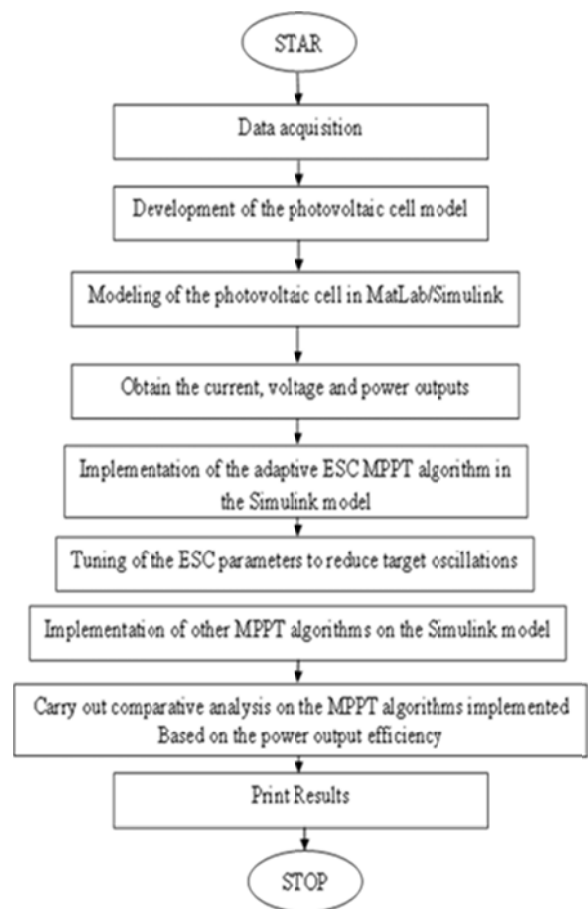 STAR
Data acquisition
Development of the photovoltaic cell model
Modeling of the photovoltaic cell in MatLab/Simulink
Obtain the current, voltage and power outputs
Implementation of the adaptive ESC MPPT algorithm in
the Simulink model
Tuning of the ESC parameters to reduce target oscillations
Implementation of other MPPT algorithms on the Simulink model
Carry out comparative analysis on the MPPT algorithms implemented
Based on the power output efficiency
Print Results
STOP